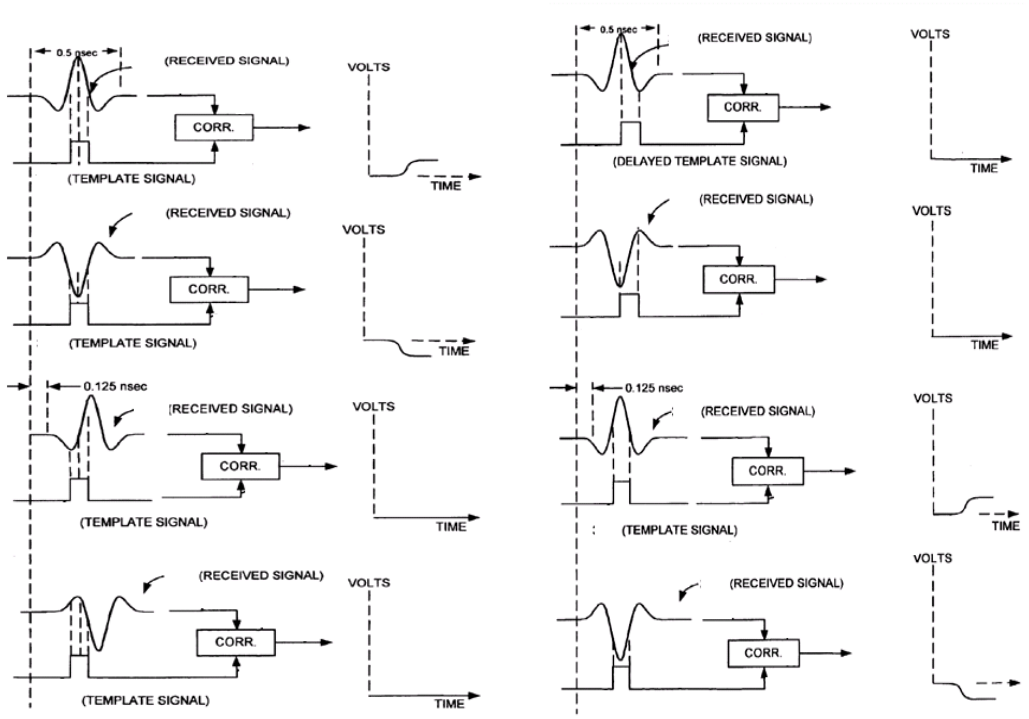 0.5 nsec
(RECEIVED SIGNAL)
VOLTS
CORR.
(TEMPLATE SIGNAL)
TIME
(RECEIVED SIGNAL)
VOLTS
CORR.
(TEMPLATE SIGNAL)
TIME
0.125 nsec
(RECEIVED SIGNAL)
VOLTS
CORR.
(TEMPLATE SIGNAL)
TIME
(RECEIVED SIGNAL)
VOLTS
CORR.
(TEMPLATE SIGNAL)
TIME
0.5 nsec
(RECEIVED SIGNAL)
VOLTS
CORR.
(DELAYED TEMPLATE SIGNAL)
TIME
(RECEIVED SIGNAL)
VOLTS
CORR.
TIME
0.125 nsec
(RECEIVED SIGNAL)
VOLTS
CORR.
(TEMPLATE SIGNAL)
TIME
(RECEIVED SIGNAL)
VOLTS
CORR.